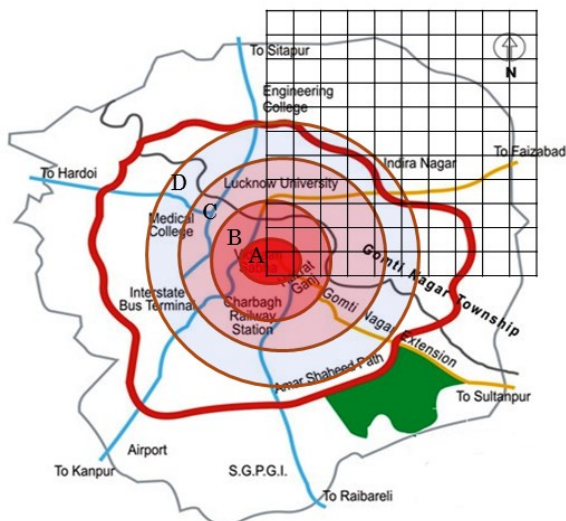 To Sitapur
N
Engineering
College
To Faizabad
Indira Nagar
To Hardoi
D
Lucknow University
C
Medical
College
B
A
Gomti Nagar Township
Ganj
Interstate
Bus Terminal
Charbagh
Railway
Station
Gomti Nagar Extension
Amar Shaheed Path
To Sultanpur
Airport
To Kanpur
S.G.P.G.I.
To Raibareli